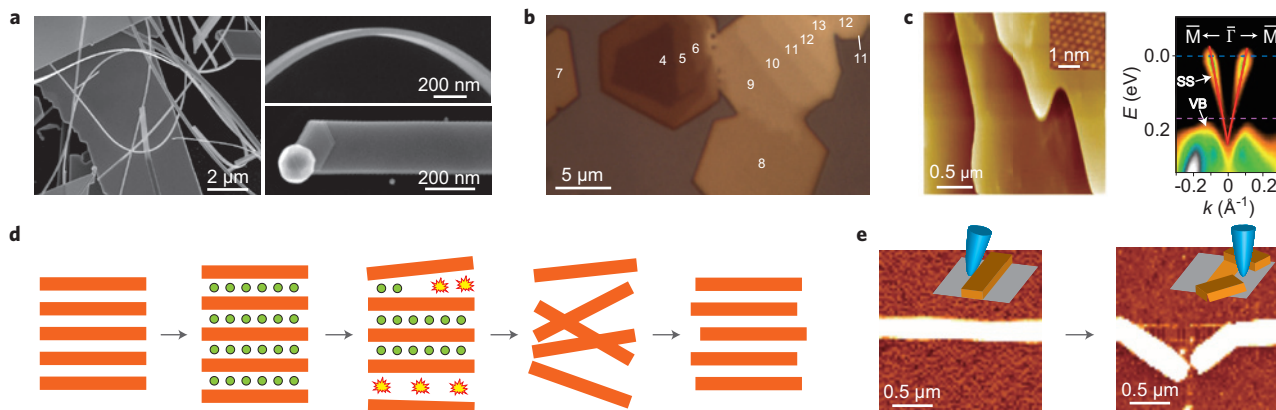 a
2 µm
200 nm
200 nm
b
7
4
5
6
9
10
11
12
13
12
11
8
5 µm
c
1 nm
0.5 µm
M̅ ← Γ̅ → M̅
E (eV)
0.0
SS
VB
0.2
-0.2 0 0.2
k (Å⁻¹)
d
e
0.5 µm
0.5 µm